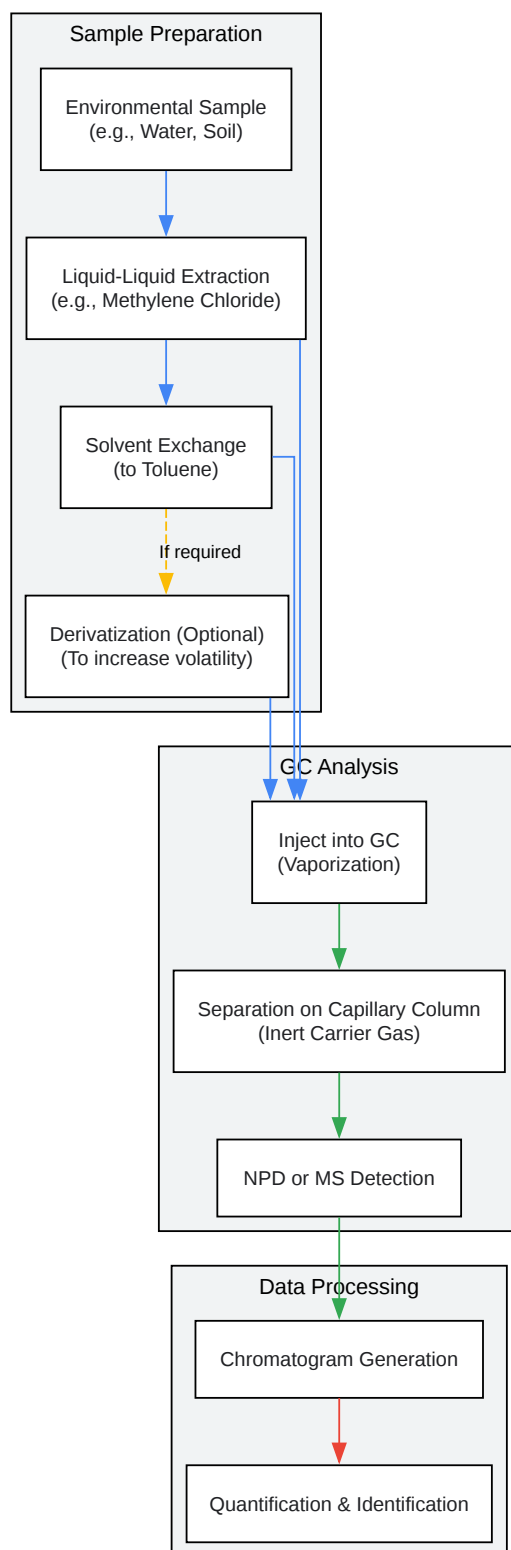 Sample Preparation
Environmental Sample
(e.g., Water, Soil)
Liquid-Liquid Extraction
(e.g., Methylene Chloride)
Solvent Exchange
(to Toluene)
If required
Derivatization (Optional)
(To increase volatility)
GC Analysis
Inject into GC
(Vaporization)
Separation on Capillary Column
(Inert Carrier Gas)
NPD or MS Detection
Data Processing
Chromatogram Generation
Quantification & Identification